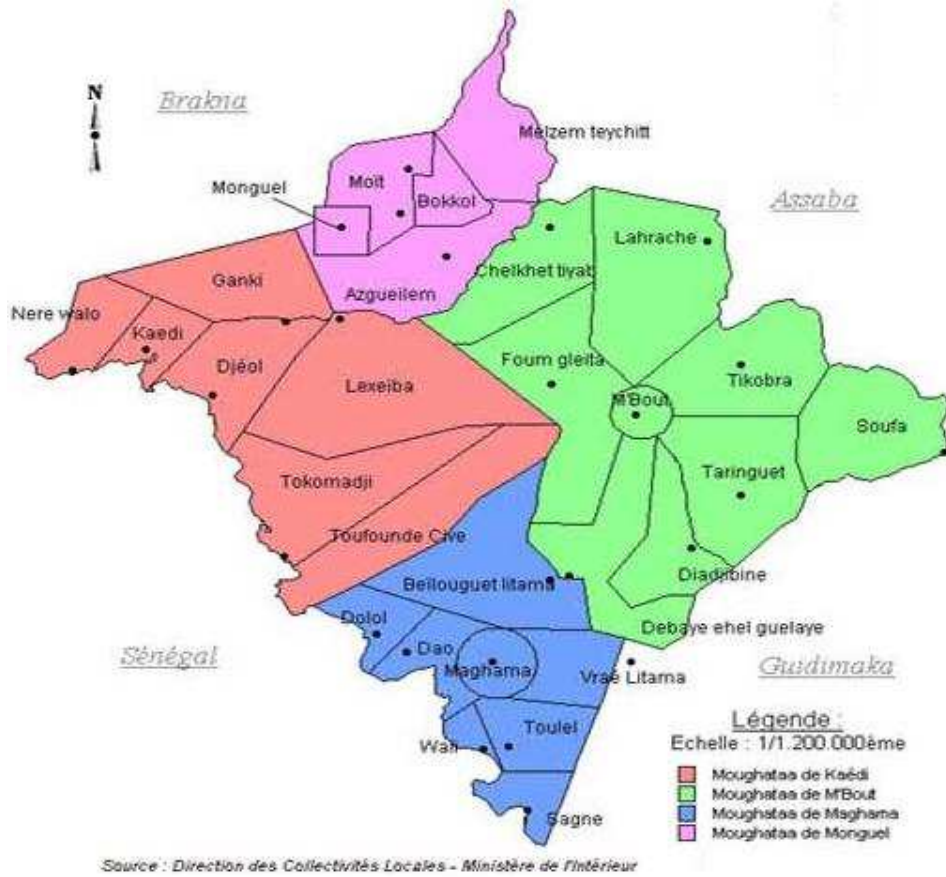 N
Brakna
Melzem teychitt
Moït
Monguel
Bokkol
Assaba
Lahrache
Chelkhet tiyab
Ganki
Azgueilem
Nere walo
Kaedi
Djéol
Foum gleita
Lexeiba
Tikobra
M'Bout
Soufa
Taringuet
Tokomadji
Toufounde Cive
Diadjibine
Bellouguet litama
Dolol
Debaye ehel guelaye
Sénégal
Dao
Maghama
Vraé Litama
Guidimaka
Légende :
Toulel
Echelle : 1/1.200.000ème
Wali
Moughataa de Kaédi
Moughataa de M'Bout
Moughataa de Maghama
Sagne
Moughataa de Monguel
Source : Direction des Collectivités Locales - Ministère de l'Intérieur